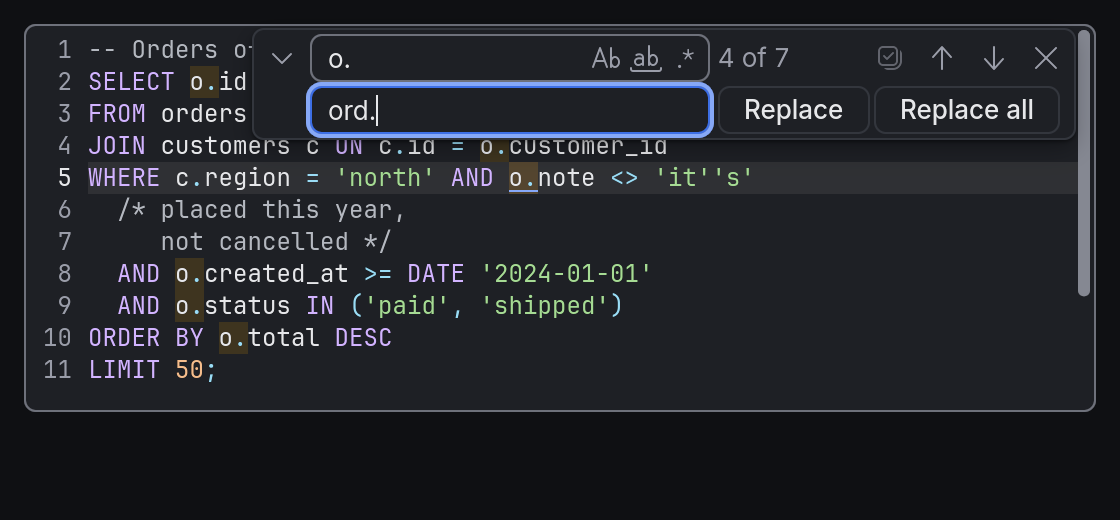 1 -- Orders
o.
Ab ab .* 4 of 7
2 SELECT o.id
3 FROM orders
ord.
Replace Replace all
4 JOIN customers c ON c.id = o.customer_id
5 WHERE c.region = 'north' AND o.note <> 'it''s'
6 /* placed this year,
7 not cancelled */
8 AND o.created_at >= DATE '2024-01-01'
9 AND o.status IN ('paid', 'shipped')
10 ORDER BY o.total DESC
11 LIMIT 50;